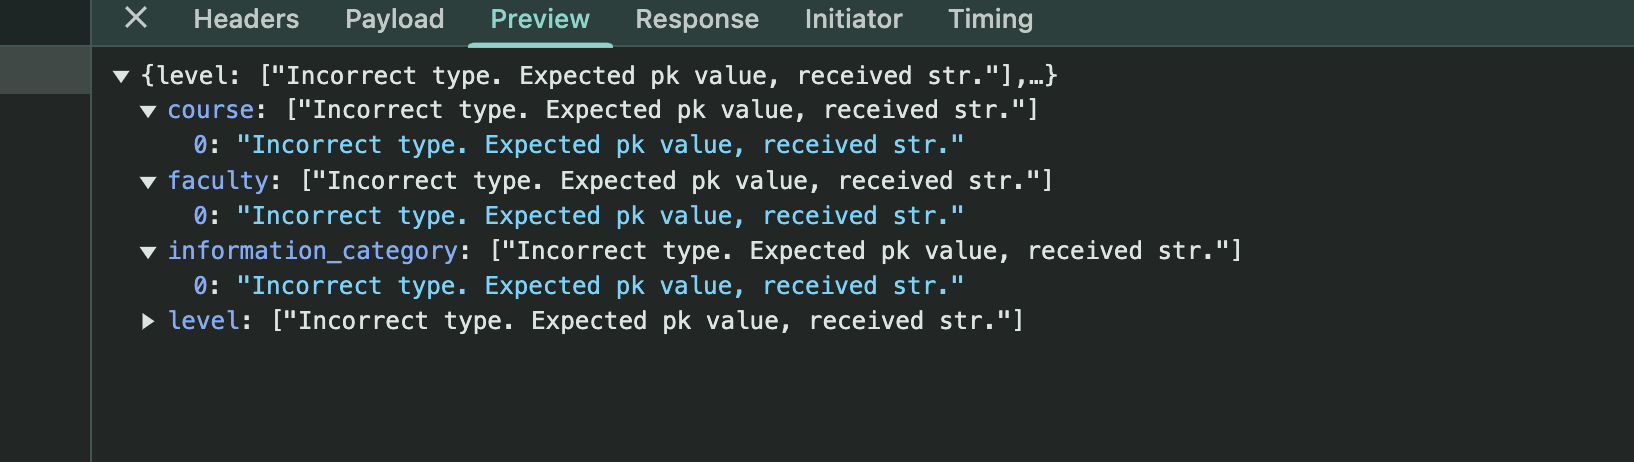 Headers Payload Preview Response Initiator Timing
{level: ["Incorrect type. Expected pk value, received str."],…}
course: ["Incorrect type. Expected pk value, received str."]
0: "Incorrect type. Expected pk value, received str."
faculty: ["Incorrect type. Expected pk value, received str."]
0: "Incorrect type. Expected pk value, received str."
information_category: ["Incorrect type. Expected pk value, received str."]
0: "Incorrect type. Expected pk value, received str."
level: ["Incorrect type. Expected pk value, received str."]